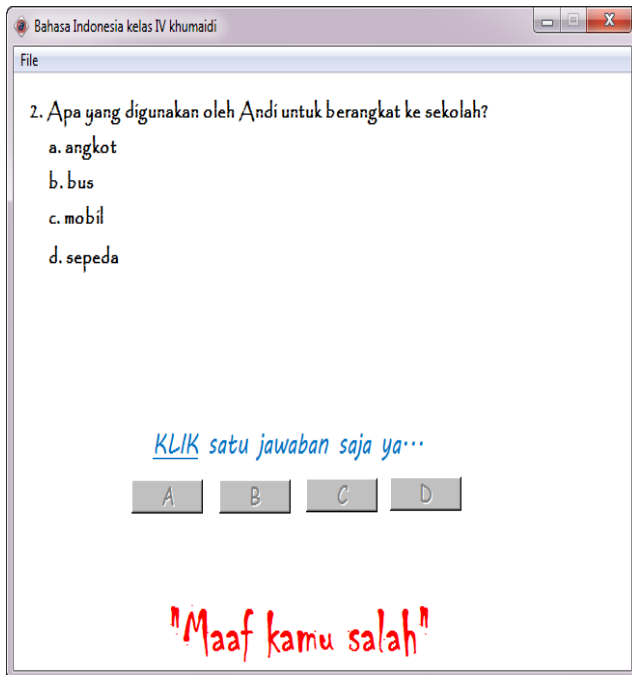 Bahasa Indonesia kelas IV khumaidi
File
2. Apa yang digunakan oleh Andi untuk berangkat ke sekolah?
a. angkot
b. bus
c. mobil
d. sepeda
KLIK satu jawaban saja ya...
A B C D
"Maaf kamu salah"